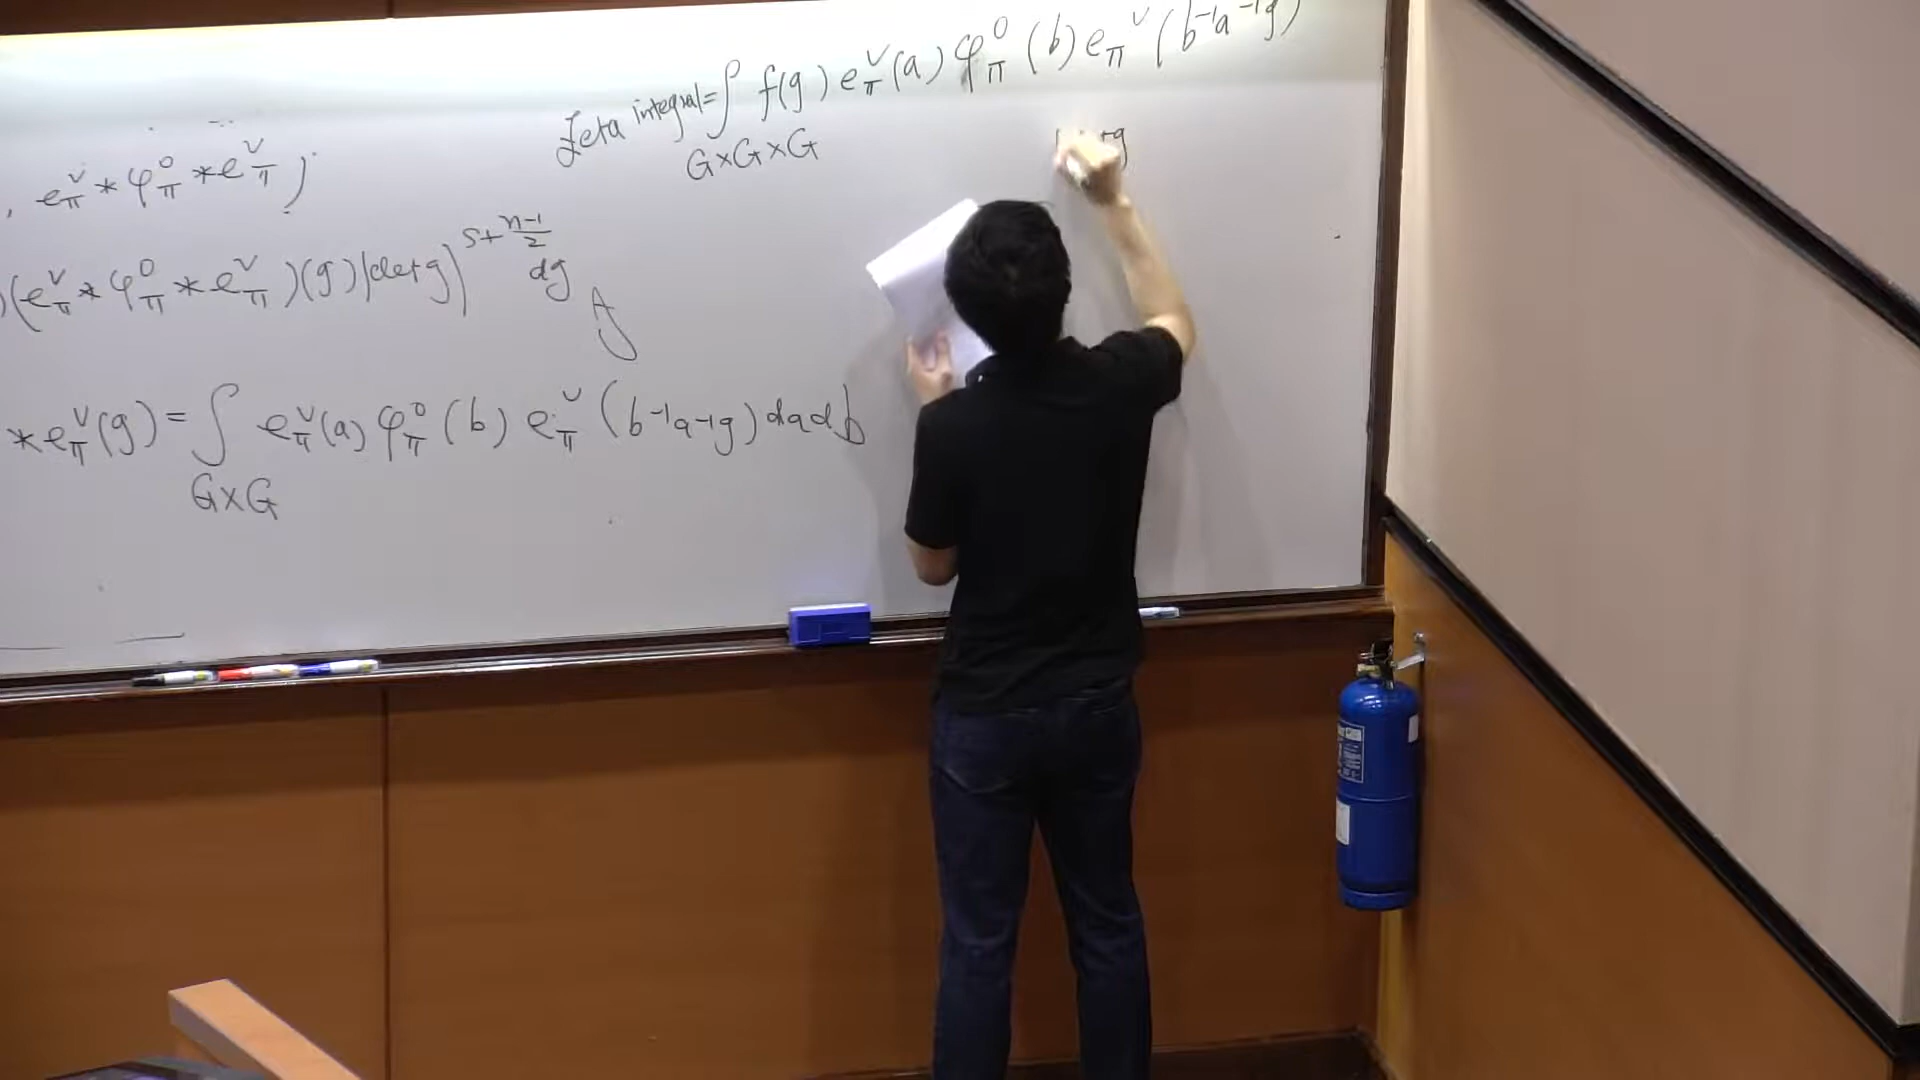 , e_π^∨ * φ_π^0 * e_π^∨ )
)(e_π^∨ * φ_π^0 * e_π^∨)(g)|det g|^{s+\frac{n-1}{2}} dg
* e_π^∨(g) = ∫_{G×G} e_π^∨(a) φ_π^0(b) e_π^∨(b^{-1}a^{-1}g) da db
Zeta integral = ∫_{G×G×G} f(g) e_π^∨(a) φ_π^0(b) e_π^∨(b^{-1}a^{-1}g)